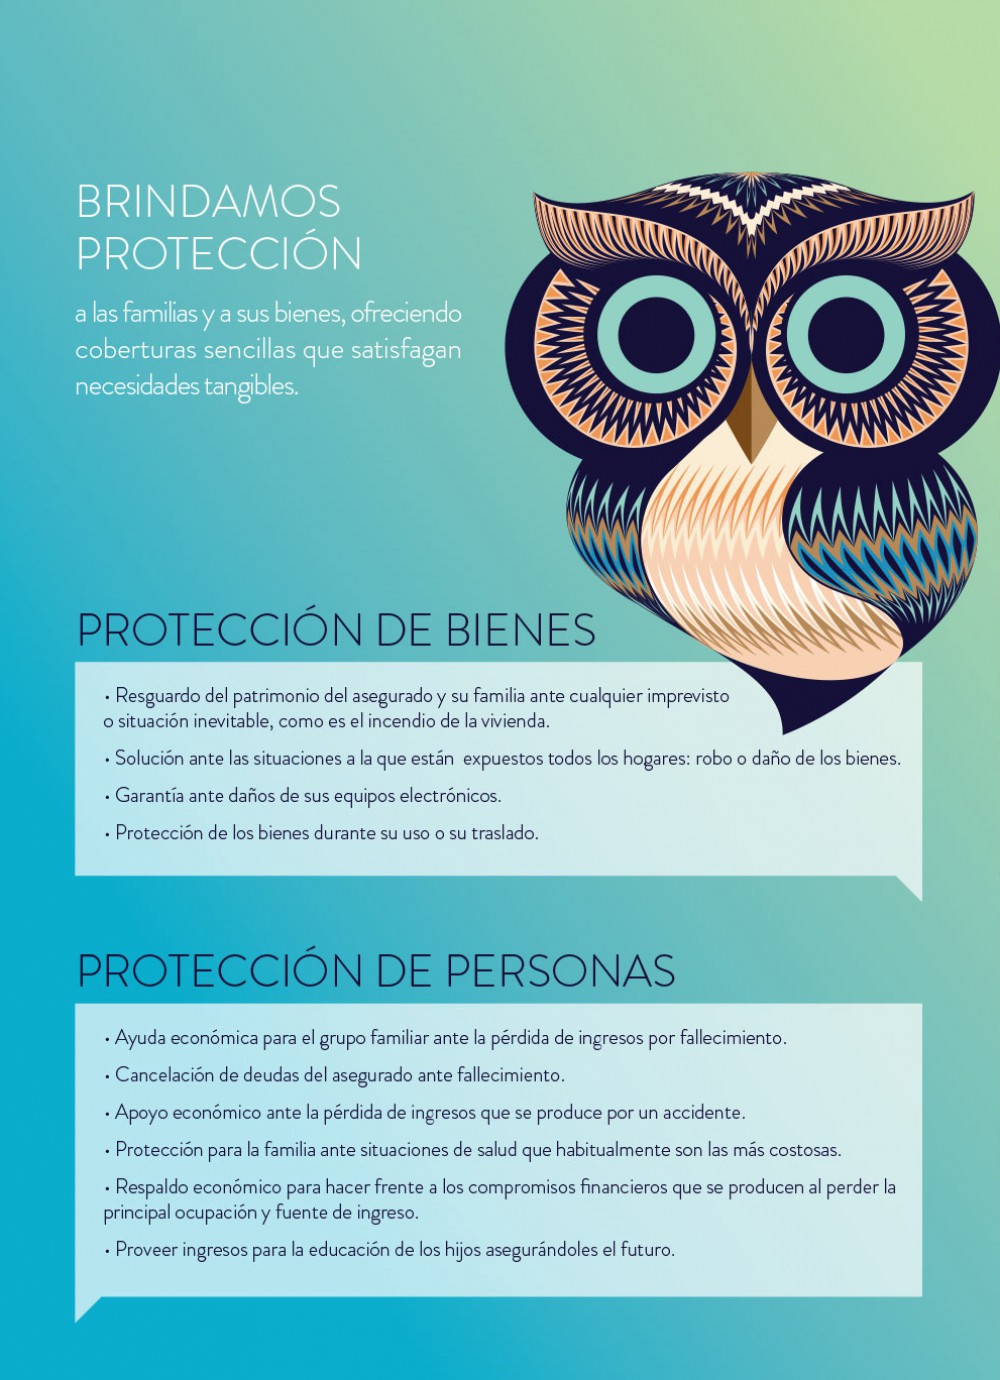 BRINDAMOS
PROTECCIÓN
a las familias y a sus bienes, ofreciendo
coberturas sencillas que satisfagan
necesidades tangibles.
PROTECCIÓN DE BIENES
• Resguardo del patrimonio del asegurado y su familia ante cualquier imprevisto
o situación inevitable, como es el incendio de la vivienda.
• Solución ante las situaciones a la que están expuestos todos los hogares: robo o daño de los bienes.
• Garantía ante daños de sus equipos electrónicos.
• Protección de los bienes durante su uso o su traslado.
PROTECCIÓN DE PERSONAS
• Ayuda económica para el grupo familiar ante la pérdida de ingresos por fallecimiento.
• Cancelación de deudas del asegurado ante fallecimiento.
• Apoyo económico ante la pérdida de ingresos que se produce por un accidente.
• Protección para la familia ante situaciones de salud que habitualmente son las más costosas.
• Respaldo económico para hacer frente a los compromisos financieros que se producen al perder la
principal ocupación y fuente de ingreso.
• Proveer ingresos para la educación de los hijos asegurándoles el futuro.